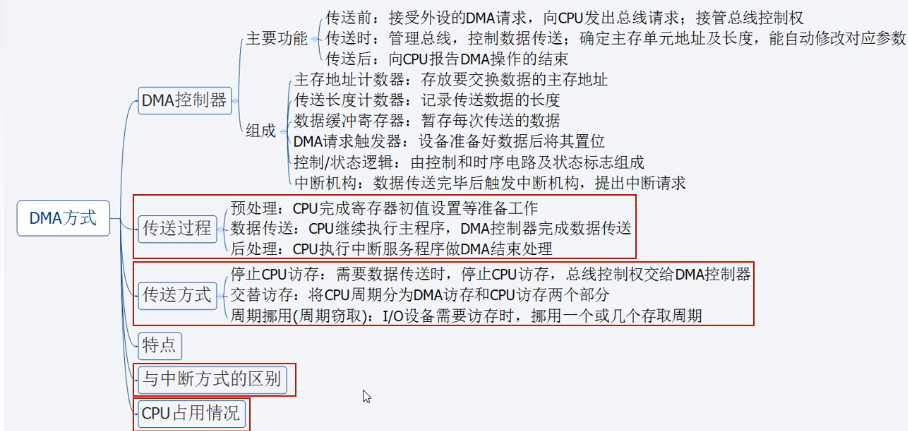 DMA方式
DMA控制器
主要功能
传送前：接受外设的DMA请求，向CPU发出总线请求；接管总线控制权
传送时：管理总线，控制数据传送；确定主存单元地址及长度，能自动修改对应参数
传送后：向CPU报告DMA操作的结束
组成
主存地址计数器：存放要交换数据的主存地址
传送长度计数器：记录传送数据的长度
数据缓冲寄存器：暂存每次传送的数据
DMA请求触发器：设备准备好数据后将其置位
控制/状态逻辑：由控制和时序电路及状态标志组成
中断机构：数据传送完毕后触发中断机构，提出中断请求
传送过程
预处理：CPU完成寄存器初值设置等准备工作
数据传送：CPU继续执行主程序，DMA控制器完成数据传送
后处理：CPU执行中断服务程序做DMA结束处理
传送方式
停止CPU访存：需要数据传送时，停止CPU访存，总线控制权交给DMA控制器
交替访存：将CPU周期分为DMA访存和CPU访存两个部分
周期挪用(周期窃取)：I/O设备需要访存时，挪用一个或几个存取周期
特点
与中断方式的区别
CPU占用情况